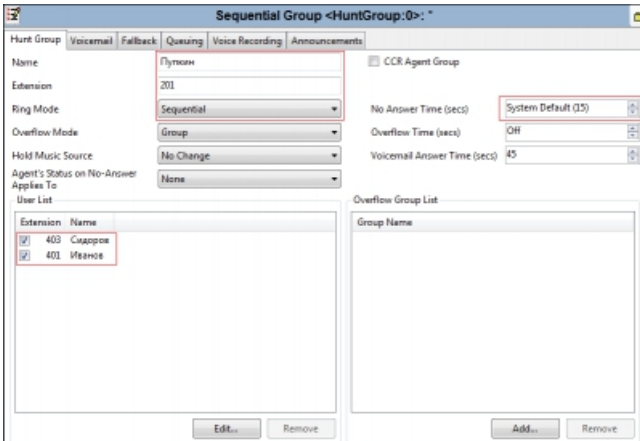 Sequential Group <HuntGroup:0>: *
Hunt Group Voicemail Fallback Queuing Voice Recording Announcements
Name Пупкин CCR Agent Group
Extension 201
Ring Mode Sequential No Answer Time (secs) System Default (15)
Overflow Mode Group Overflow Time (secs) Off
Hold Music Source No Change Voicemail Answer Time (secs) 45
Agent's Status on No-Answer
Applies To None
User List Overflow Group List
Extension Name Group Name
403 Сидоров
401 Иванов
Edit... Remove Add... Remove